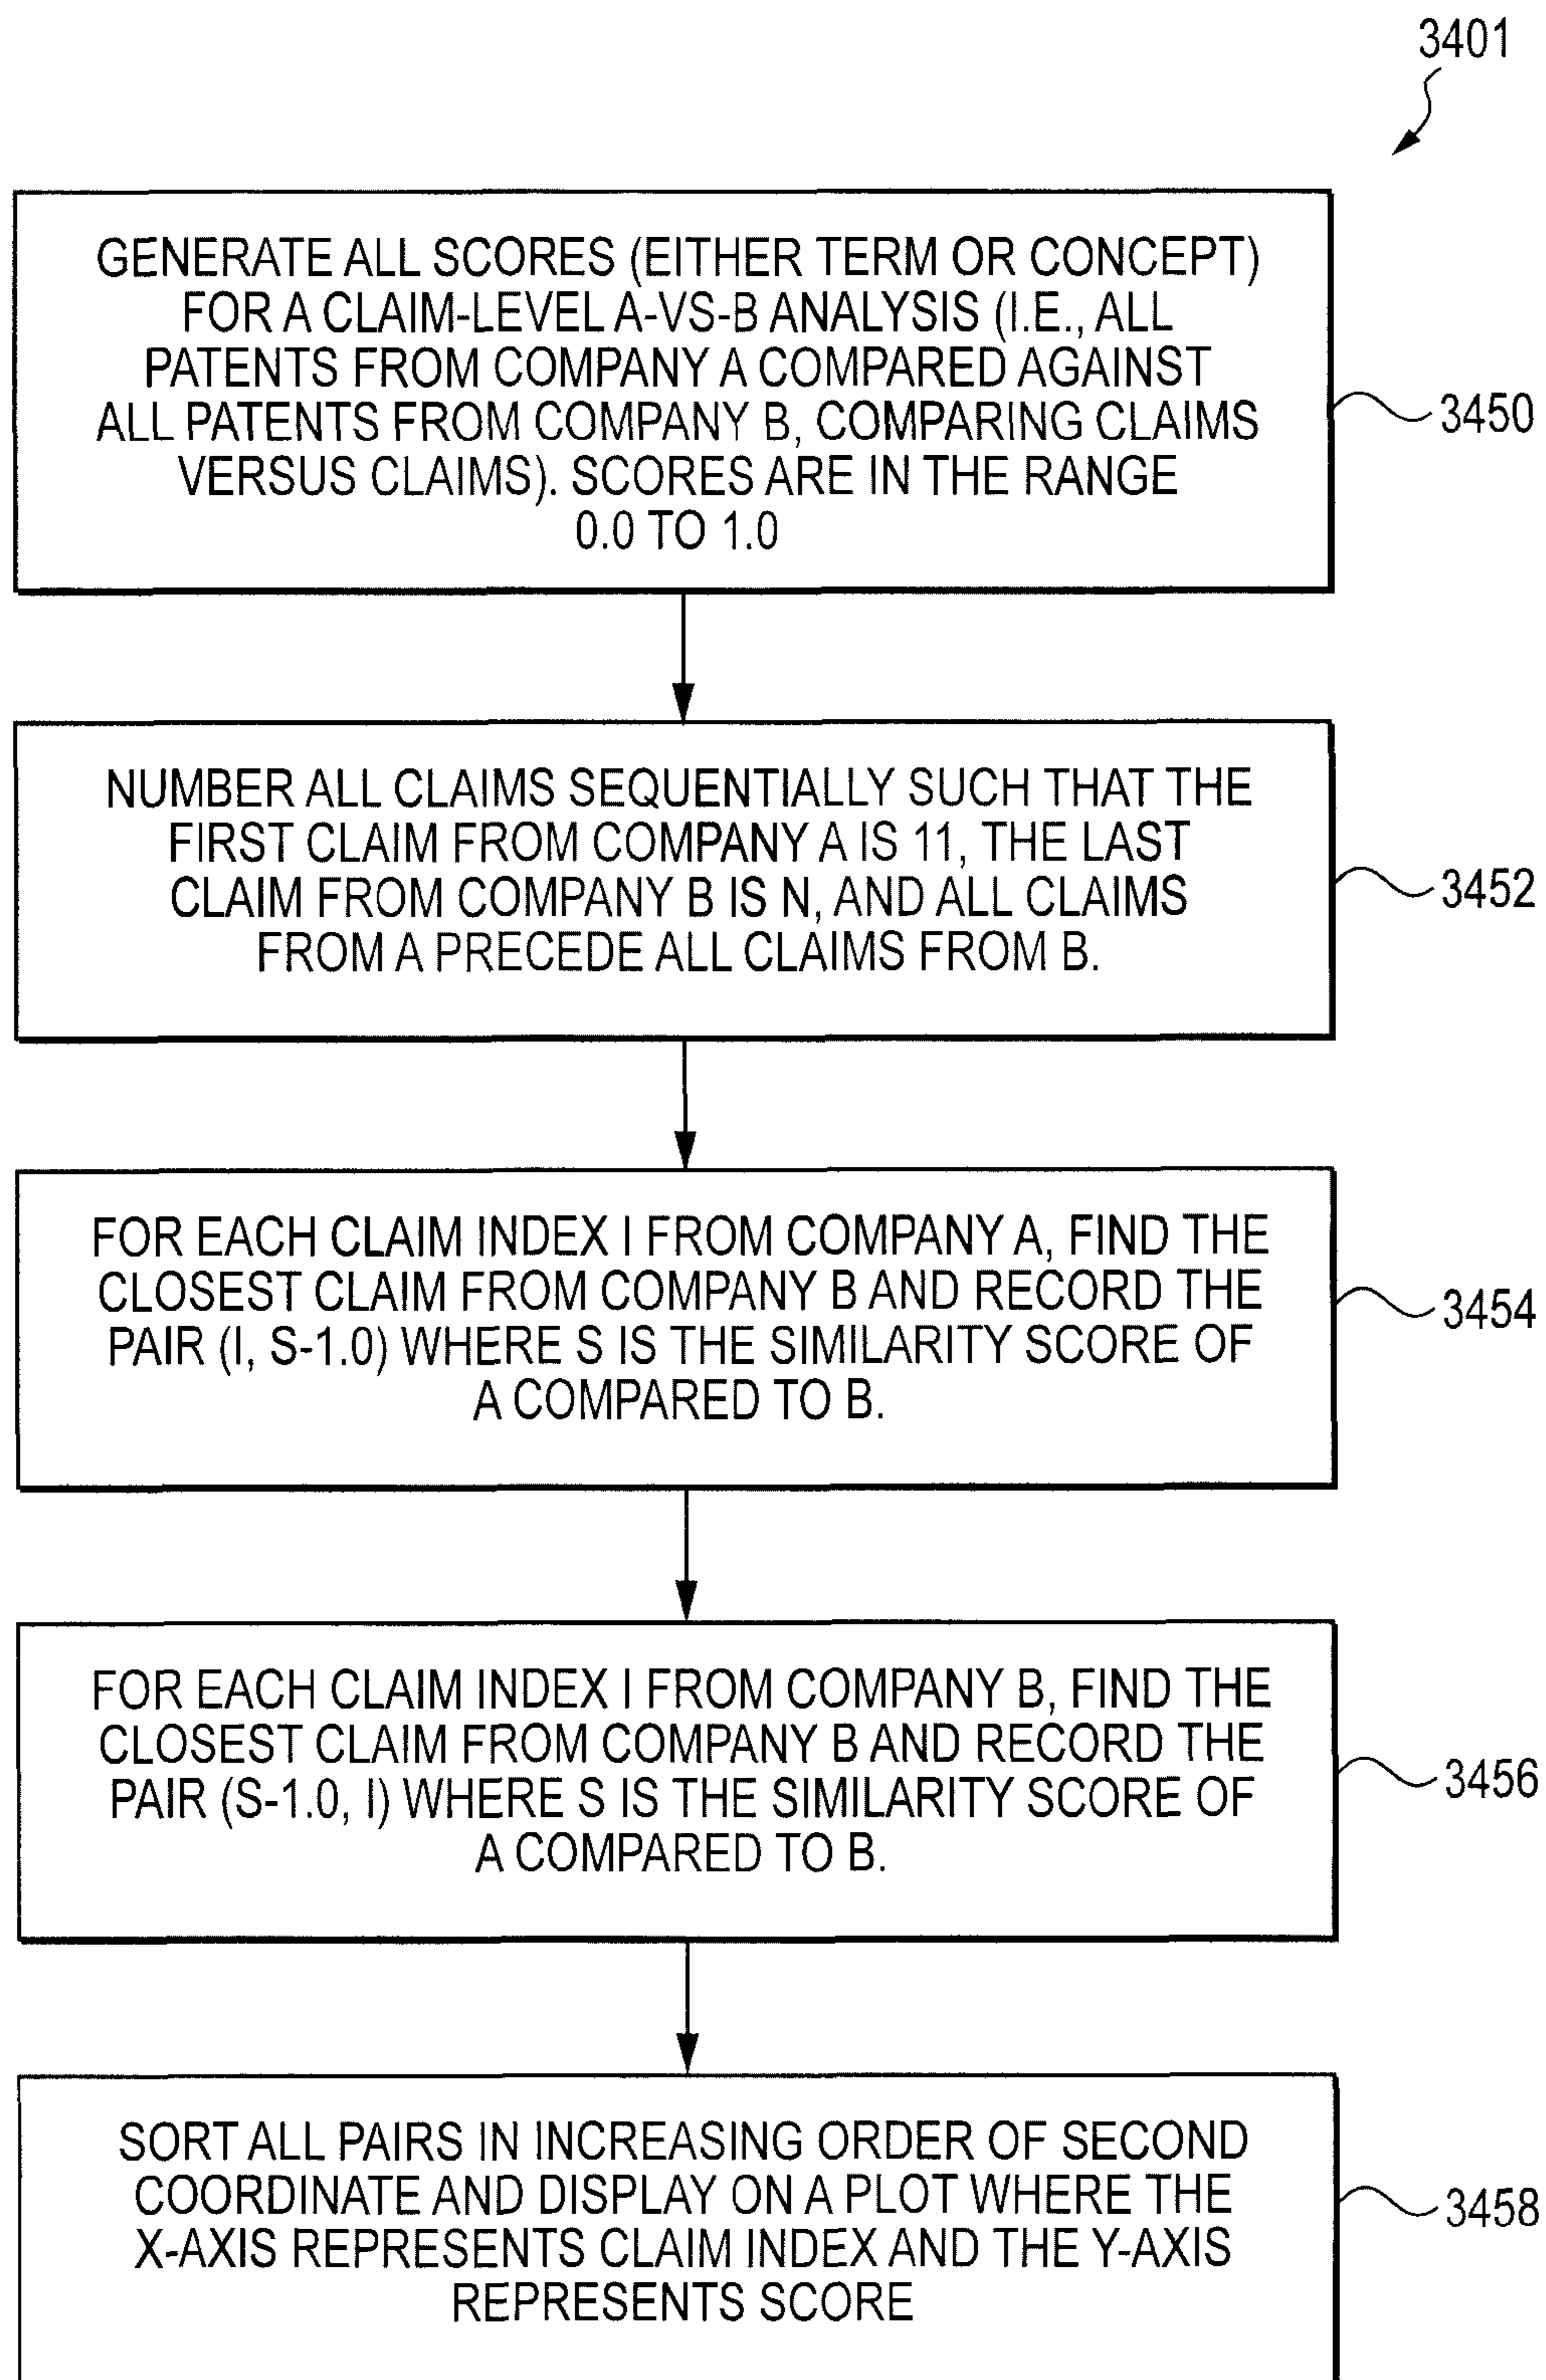 3401
GENERATE ALL SCORES (EITHER TERM OR CONCEPT)
FOR A CLAIM-LEVEL A-VS-B ANALYSIS (I.E., ALL
PATENTS FROM COMPANY A COMPARED AGAINST
ALL PATENTS FROM COMPANY B, COMPARING CLAIMS
VERSUS CLAIMS). SCORES ARE IN THE RANGE
0.0 TO 1.0
3450
NUMBER ALL CLAIMS SEQUENTIALLY SUCH THAT THE
FIRST CLAIM FROM COMPANY A IS 11, THE LAST
CLAIM FROM COMPANY B IS N, AND ALL CLAIMS
FROM A PRECEDE ALL CLAIMS FROM B.
3452
FOR EACH CLAIM INDEX I FROM COMPANY A, FIND THE
CLOSEST CLAIM FROM COMPANY B AND RECORD THE
PAIR (I, S-1.0) WHERE S IS THE SIMILARITY SCORE OF
A COMPARED TO B.
3454
FOR EACH CLAIM INDEX I FROM COMPANY B, FIND THE
CLOSEST CLAIM FROM COMPANY B AND RECORD THE
PAIR (S-1.0, I) WHERE S IS THE SIMILARITY SCORE OF
A COMPARED TO B.
3456
SORT ALL PAIRS IN INCREASING ORDER OF SECOND
COORDINATE AND DISPLAY ON A PLOT WHERE THE
X-AXIS REPRESENTS CLAIM INDEX AND THE Y-AXIS
REPRESENTS SCORE
3458